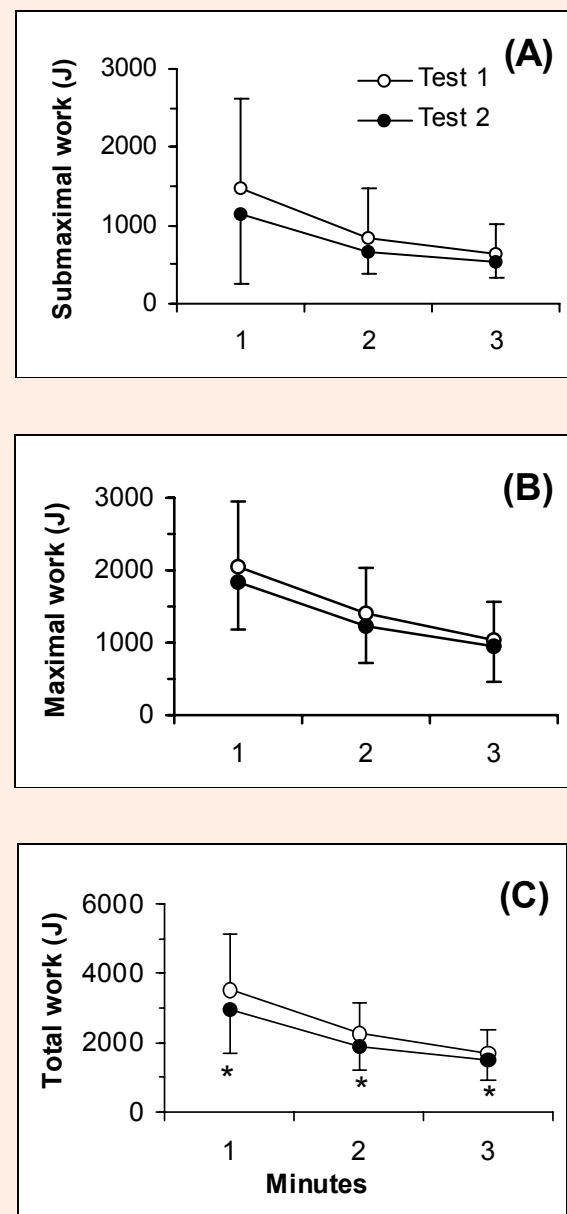 (A)
Submaximal work (J)
3000
2000
1000
0
Test 1
Test 2
1 2 3
(B)
Maximal work (J)
3000
2000
1000
0
1 2 3
(C)
Total work (J)
6000
4000
2000
0
* * *
1 2 3
Minutes